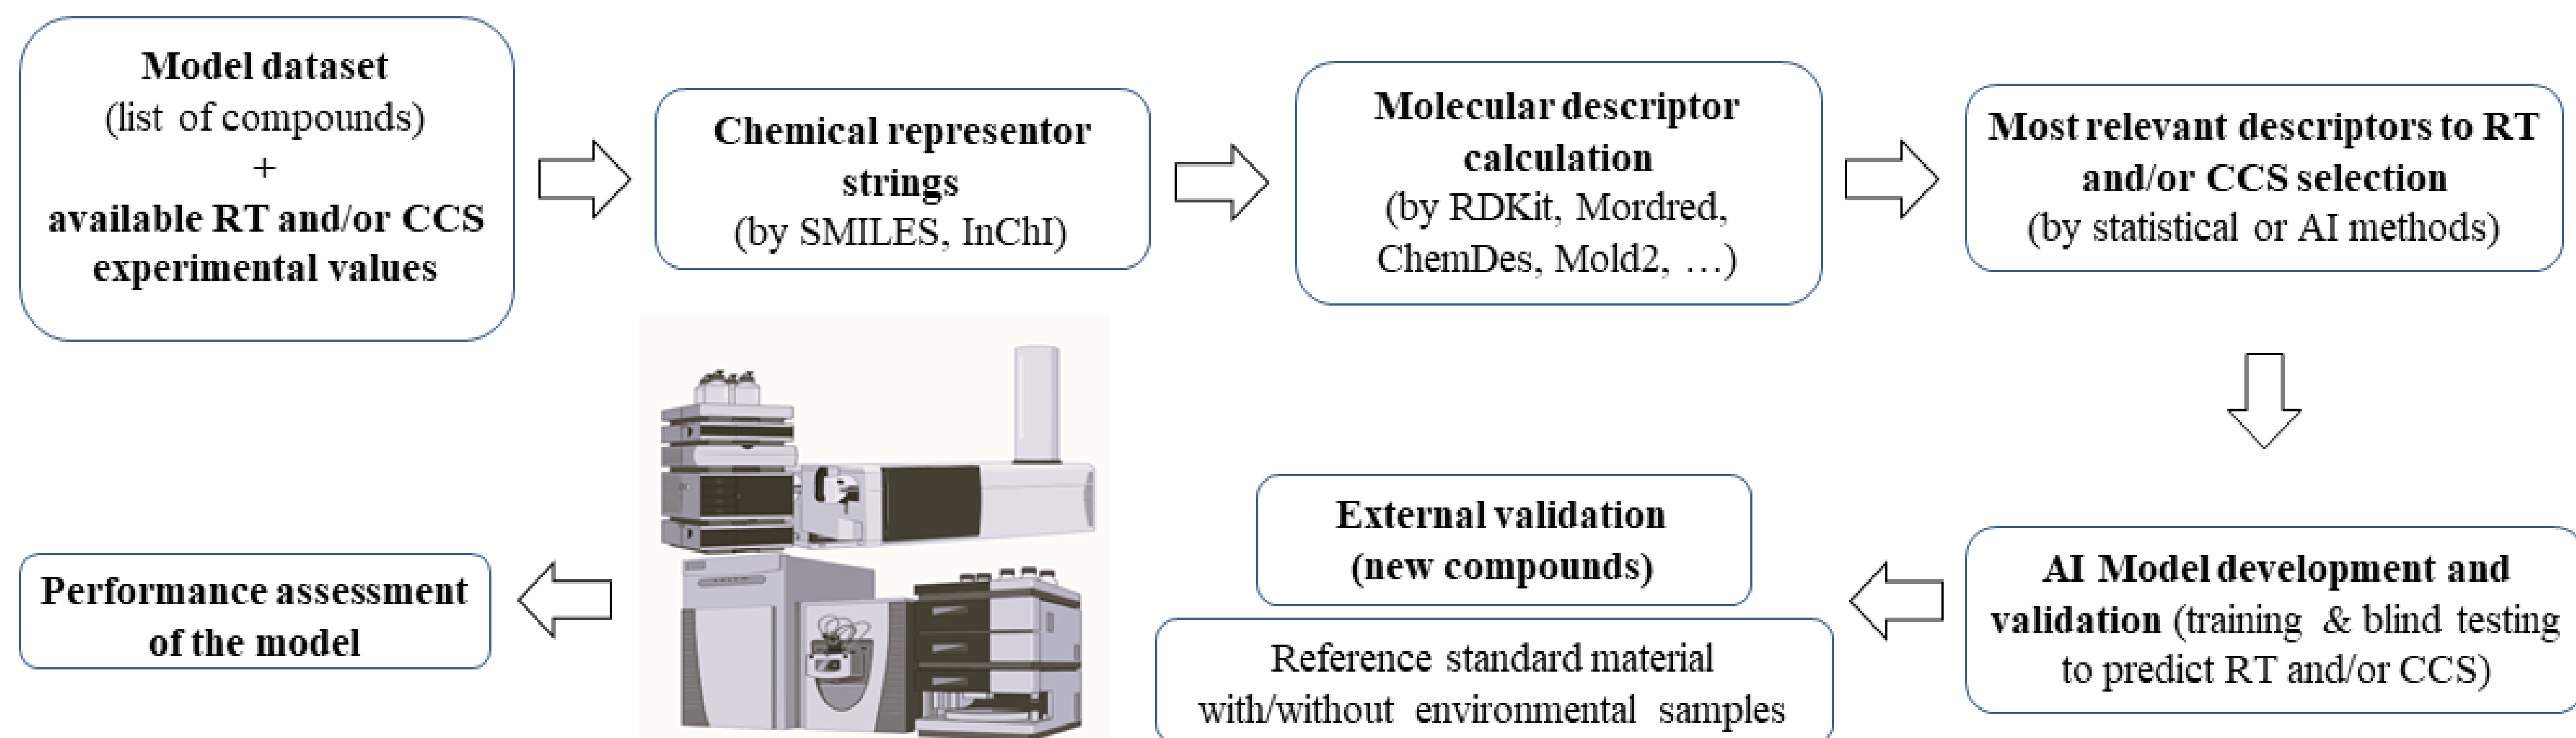 Model dataset
(list of compounds)
+
available RT and/or CCS
experimental values
Chemical representor
strings
(by SMILES, InChI)
Molecular descriptor
calculation
(by RDKit, Mordred,
ChemDes, Mold2, …)
Most relevant descriptors to RT
and/or CCS selection
(by statistical or AI methods)
AI Model development and
validation (training & blind testing
to predict RT and/or CCS)
External validation
(new compounds)
Reference standard material
with/without environmental samples
Performance assessment
of the model